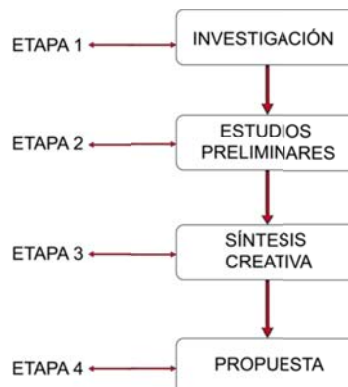 ETAPA 1
INVESTIGACIÓN
ETAPA 2
ESTUDIOS
PRELIMINARES
ETAPA 3
SÍNTESIS
CREATIVA
ETAPA 4
PROPUESTA